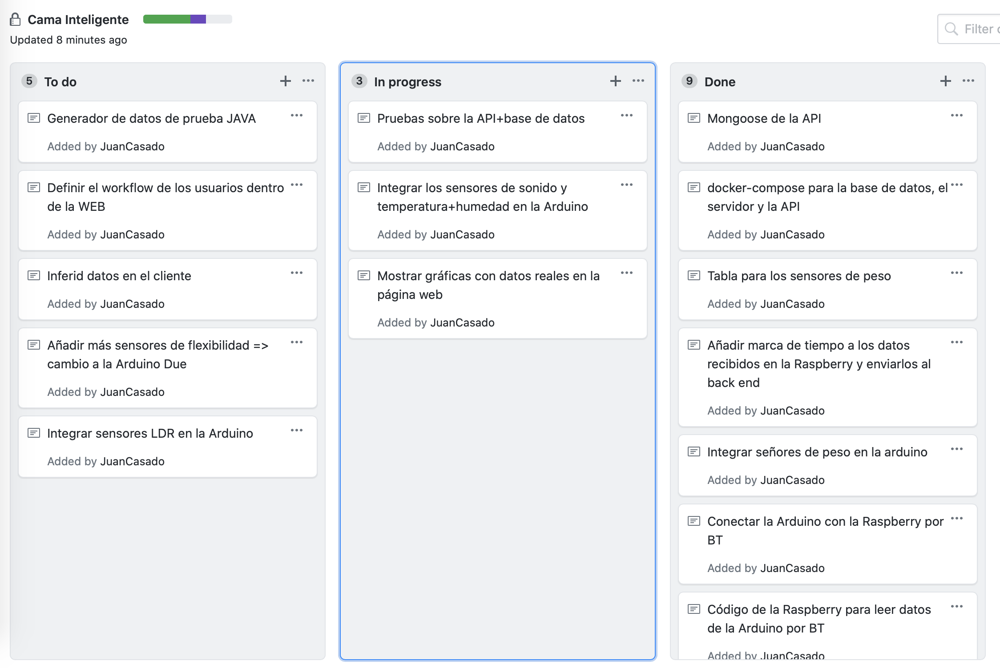 Cama Inteligente
Updated 8 minutes ago
Filter
5 To do
Generador de datos de prueba JAVA
Added by JuanCasado
Definir el workflow de los usuarios dentro
de la WEB
Added by JuanCasado
Inferid datos en el cliente
Added by JuanCasado
Añadir más sensores de flexibilidad =>
cambio a la Arduino Due
Added by JuanCasado
Integrar sensores LDR en la Arduino
Added by JuanCasado
3 In progress
Pruebas sobre la API+base de datos
Added by JuanCasado
Integrar los sensores de sonido y
temperatura+humedad en la Arduino
Added by JuanCasado
Mostrar gráficas con datos reales en la
página web
Added by JuanCasado
9 Done
Mongoose de la API
Added by JuanCasado
docker-compose para la base de datos, el
servidor y la API
Added by JuanCasado
Tabla para los sensores de peso
Added by JuanCasado
Añadir marca de tiempo a los datos
recibidos en la Raspberry y enviarlos al
back end
Added by JuanCasado
Integrar señores de peso en la arduino
Added by JuanCasado
Conectar la Arduino con la Raspberry por
BT
Added by JuanCasado
Código de la Raspberry para leer datos
de la Arduino por BT
Added by JuanCasado